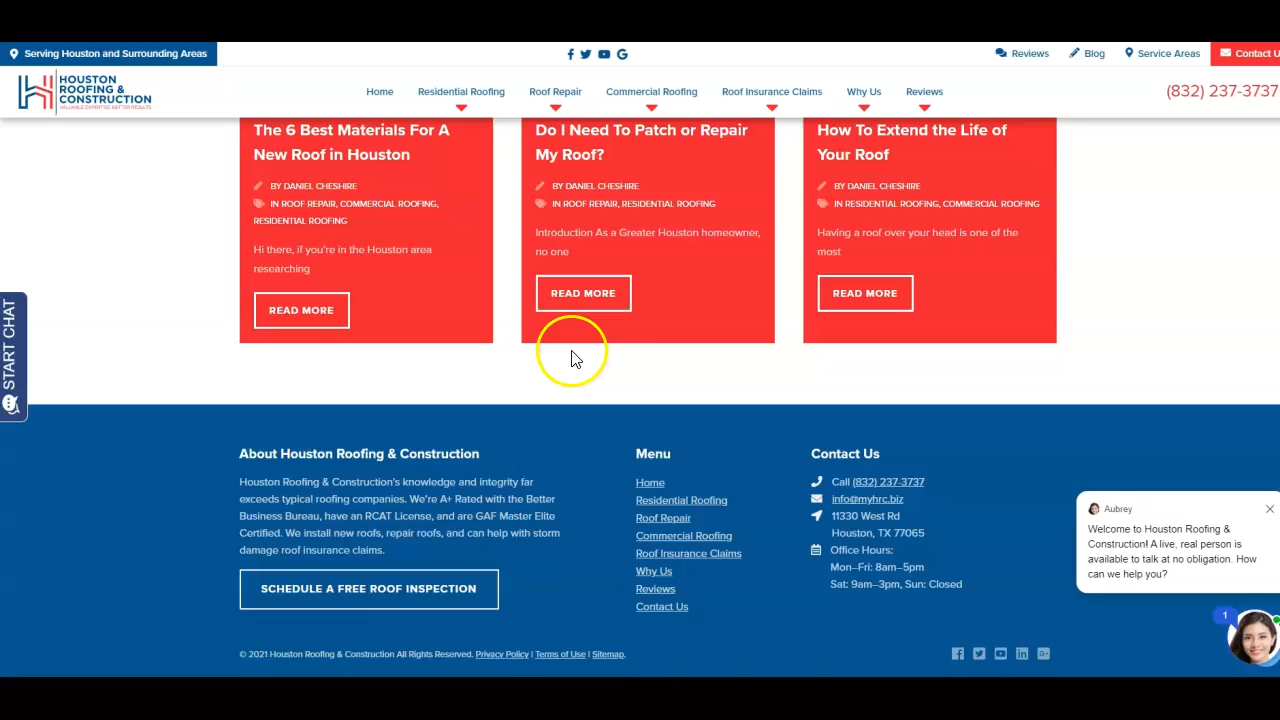 Serving Houston and Surrounding Areas
Reviews
Blog
Service Areas
Contact U
HOUSTON
ROOFING
& CONSTRUCTION
VALUABLE EXPERTISE BETTER RESULTS
Home
Residential Roofing
Roof Repair
Commercial Roofing
Roof Insurance Claims
Why Us
Reviews
(832) 237-3737
The 6 Best Materials For A
New Roof in Houston
BY DANIEL CHESHIRE
IN ROOF REPAIR, COMMERCIAL ROOFING,
RESIDENTIAL ROOFING
Hi there, if you're in the Houston area
researching
READ MORE
Do I Need To Patch or Repair
My Roof?
BY DANIEL CHESHIRE
IN ROOF REPAIR, RESIDENTIAL ROOFING
Introduction As a Greater Houston homeowner,
no one
READ MORE
How To Extend the Life of
Your Roof
BY DANIEL CHESHIRE
IN RESIDENTIAL ROOFING, COMMERCIAL ROOFING
Having a roof over your head is one of the
most
READ MORE
START CHAT
About Houston Roofing & Construction
Houston Roofing & Construction's knowledge and integrity far
exceeds typical roofing companies. We're A+ Rated with the Better
Business Bureau, have an RCAT License, and are GAF Master Elite
Certified. We install new roofs, repair roofs, and can help with storm
damage roof insurance claims.
SCHEDULE A FREE ROOF INSPECTION
Menu
Home
Residential Roofing
Roof Repair
Commercial Roofing
Roof Insurance Claims
Why Us
Reviews
Contact Us
Contact Us
Call (832) 237-3737
info@myhrc.biz
11330 West Rd
Houston, TX 77065
Office Hours:
Mon–Fri: 8am–5pm
Sat: 9am–3pm, Sun: Closed
Aubrey
Welcome to Houston Roofing &
Construction! A live, real person is
available to talk at no obligation. How
can we help you?
1
© 2021 Houston Roofing & Construction All Rights Reserved. Privacy Policy | Terms of Use | Sitemap.